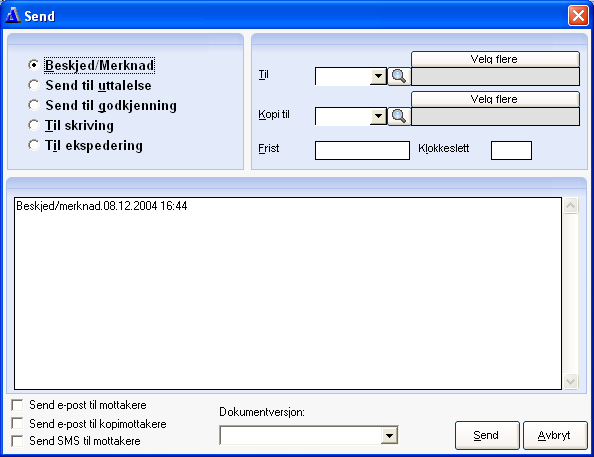 Send
Beskjed/Merknad
Send til uttalelse
Send til godkjenning
Til skriving
Til ekspedering
Velg flere
Til
Velg flere
Kopi til
Frist
Klokkeslett
Beskjed/merknad.08.12.2004 16:44
Send e-post til mottakere
Send e-post til kopimottakere
Send SMS til mottakere
Dokumentversjon:
Send
Avbryt